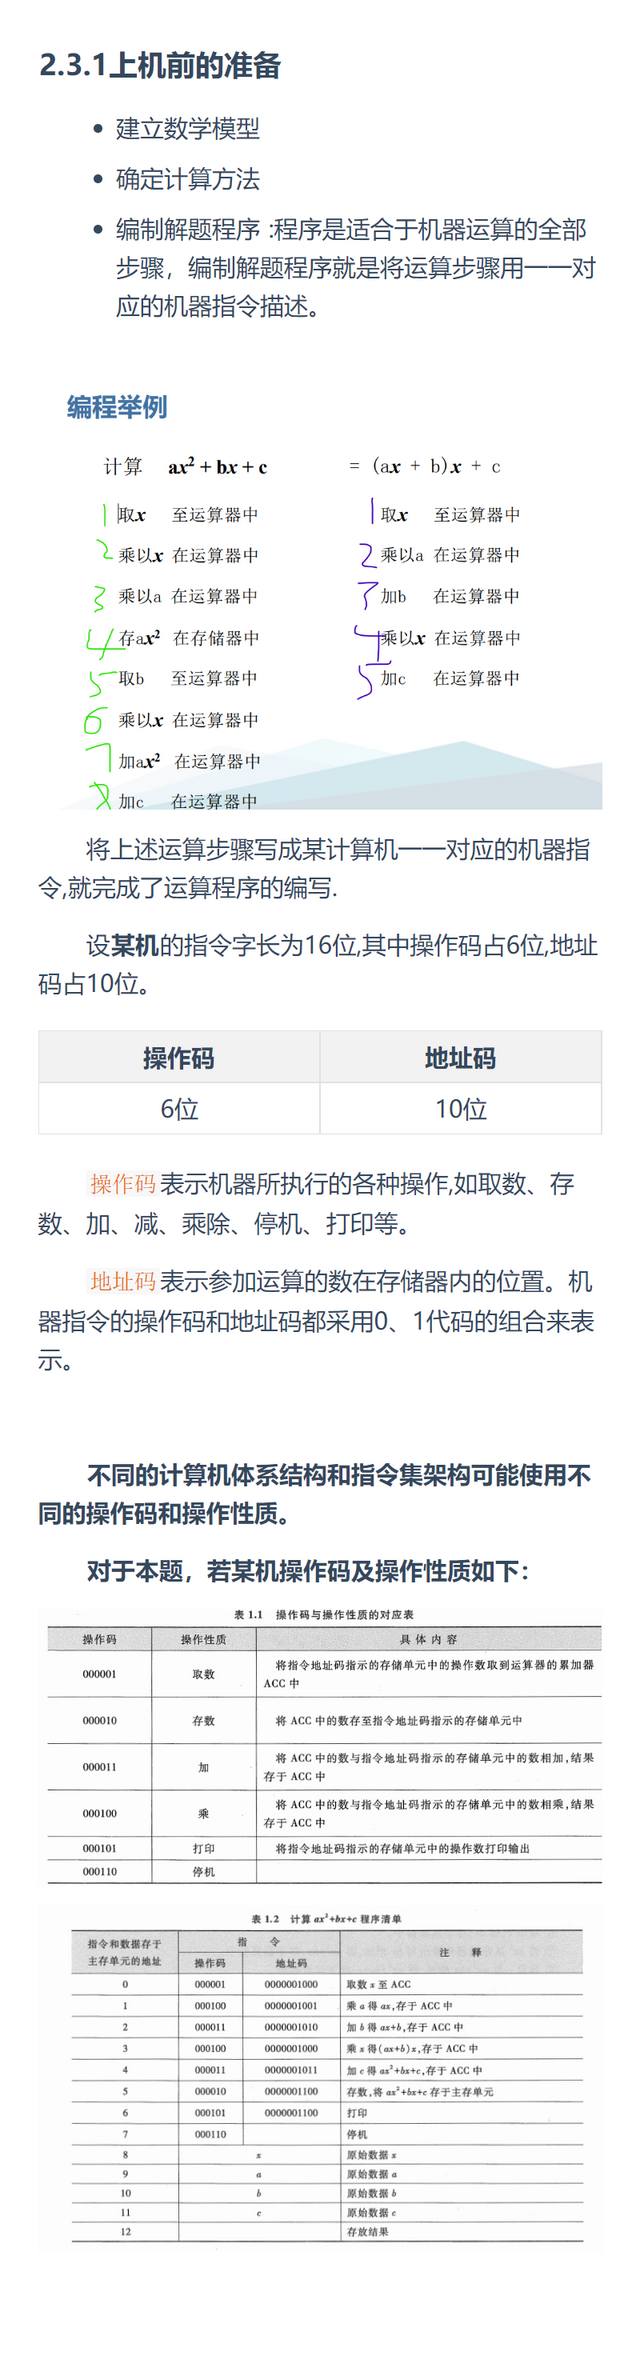 2.3.1上机前的准备
• 建立数学模型
• 确定计算方法
• 编制解题程序 :程序是适合于机器运算的全部
步骤，编制解题程序就是将运算步骤用一一对
应的机器指令描述。
编程举例
计算 ax² + bx + c = (ax + b)x + c
1 取x 至运算器中 1 取x 至运算器中
2 乘以x 在运算器中 2 乘以a 在运算器中
3 乘以a 在运算器中 3 加b 在运算器中
4 存ax² 在存储器中 4 乘以x 在运算器中
5 取b 至运算器中 5 加c 在运算器中
6 乘以x 在运算器中
7 加ax² 在运算器中
8 加c 在运算器中
将上述运算步骤写成某计算机一一对应的机器指
令,就完成了运算程序的编写.
设某机的指令字长为16位,其中操作码占6位,地址
码占10位。
操作码 地址码
6位 10位
操作码表示机器所执行的各种操作,如取数、存
数、加、减、乘除、停机、打印等。
地址码表示参加运算的数在存储器内的位置。机
器指令的操作码和地址码都采用0、1代码的组合来表
示。
不同的计算机体系结构和指令集架构可能使用不
同的操作码和操作性质。
对于本题，若某机操作码及操作性质如下：
表 1.1 操作码与操作性质的对应表
操作码 操作性质 具体内容
000001 取数 将指令地址码指示的存储单元中的操作数取到运算器的累加器
ACC 中
000010 存数 将 ACC 中的数存至指令地址码指示的存储单元中
000011 加 将 ACC 中的数与指令地址码指示的存储单元中的数相加,结果
存于 ACC 中
000100 乘 将 ACC 中的数与指令地址码指示的存储单元中的数相乘,结果
存于 ACC 中
000101 打印 将指令地址码指示的存储单元中的操作数打印输出
000110 停机
表 1.2 计算 ax²+bx+c 程序清单
指令和数据存于
主存单元的地址 指令 注释
操作码 地址码
0 000001 0000001000 取数 x 至 ACC
1 000100 0000001001 乘 a 得 ax,存于 ACC 中
2 000011 0000001010 加 b 得 ax+b,存于 ACC 中
3 000100 0000001000 乘 x 得(ax+b)x,存于 ACC 中
4 000011 0000001011 加 c 得 ax²+bx+c,存于 ACC 中
5 000010 0000001100 存数,将 ax²+bx+c 存于主存单元
6 000101 0000001100 打印
7 000110 停机
8 x 原始数据 x
9 a 原始数据 a
10 b 原始数据 b
11 c 原始数据 c
12 存放结果